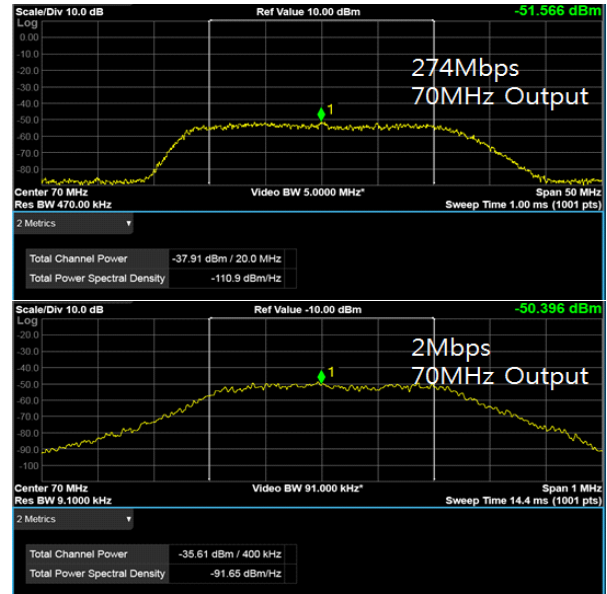 Scale/Div 10.0 dB Ref Value 10.00 dBm -51.566 dBm
Log
0.00
-10.0
-20.0
-30.0
-40.0
-50.0
-60.0
-70.0
-80.0
274Mbps
70MHz Output
1
Center 70 MHz Video BW 5.0000 MHz* Span 50 MHz
Res BW 470.00 kHz Sweep Time 1.00 ms (1001 pts)
2 Metrics
Total Channel Power -37.91 dBm / 20.0 MHz
Total Power Spectral Density -110.9 dBm/Hz
Scale/Div 10.0 dB Ref Value -10.00 dBm -50.396 dBm
Log
-20.0
-30.0
-40.0
-50.0
-60.0
-70.0
-80.0
-90.0
-100
2Mbps
70MHz Output
1
Center 70 MHz Video BW 91.000 kHz* Span 1 MHz
Res BW 9.1000 kHz Sweep Time 14.4 ms (1001 pts)
2 Metrics
Total Channel Power -35.61 dBm / 400 kHz
Total Power Spectral Density -91.65 dBm/Hz